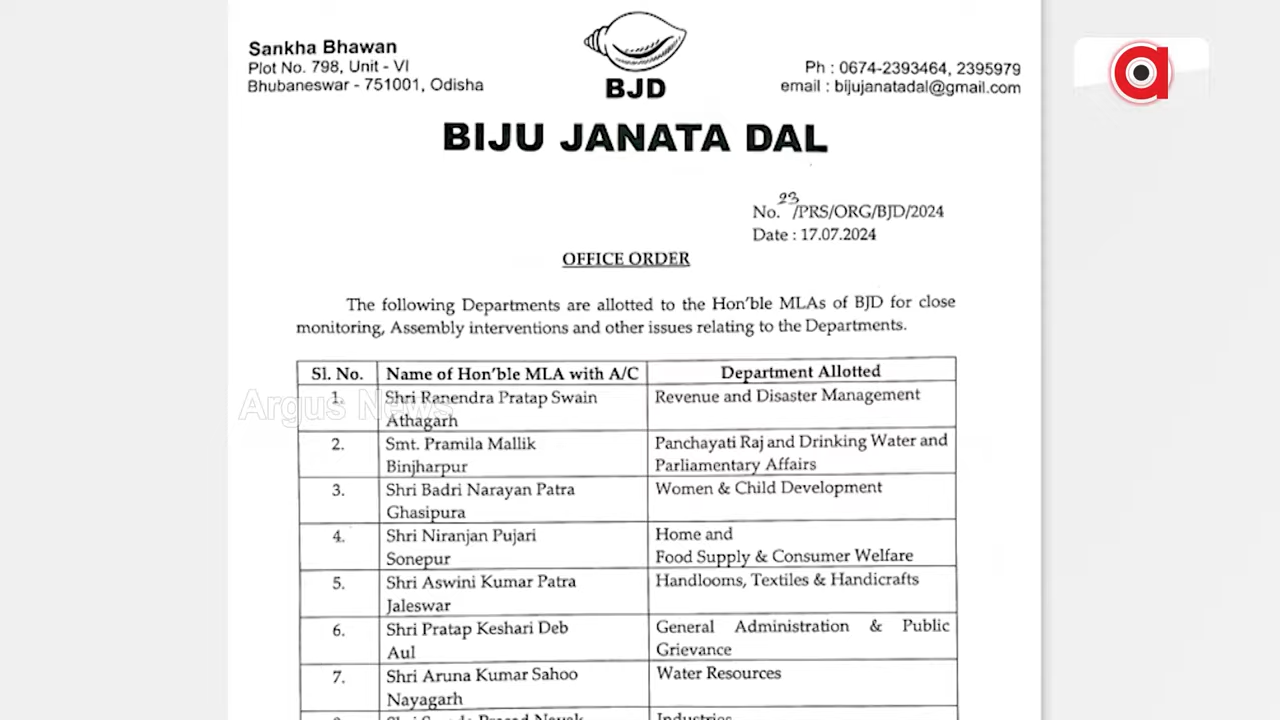 Sankha Bhawan
Plot No. 798, Unit - VI
Bhubaneswar - 751001, Odisha
BJD
Ph : 0674-2393464, 2395979
email : bijujanatadal@gmail.com
a
BIJU JANATA DAL
No. 23/PRS/ORG/BJD/2024
Date : 17.07.2024
OFFICE ORDER
The following Departments are allotted to the Hon'ble MLAs of BJD for close
monitoring, Assembly interventions and other issues relating to the Departments.
Sl. No. Name of Hon'ble MLA with A/C Department Allotted
1. Shri Ranendra Pratap Swain Revenue and Disaster Management
Athagarh
Argus News
2. Smt. Pramila Mallik Panchayati Raj and Drinking Water and
Binjharpur Parliamentary Affairs
3. Shri Badri Narayan Patra Women & Child Development
Ghasipura
4. Shri Niranjan Pujari Home and
Sonepur Food Supply & Consumer Welfare
5. Shri Aswini Kumar Patra Handlooms, Textiles & Handicrafts
Jaleswar
6. Shri Pratap Keshari Deb General Administration & Public
Aul Grievance
7. Shri Aruna Kumar Sahoo Water Resources
Nayagarh
Industries